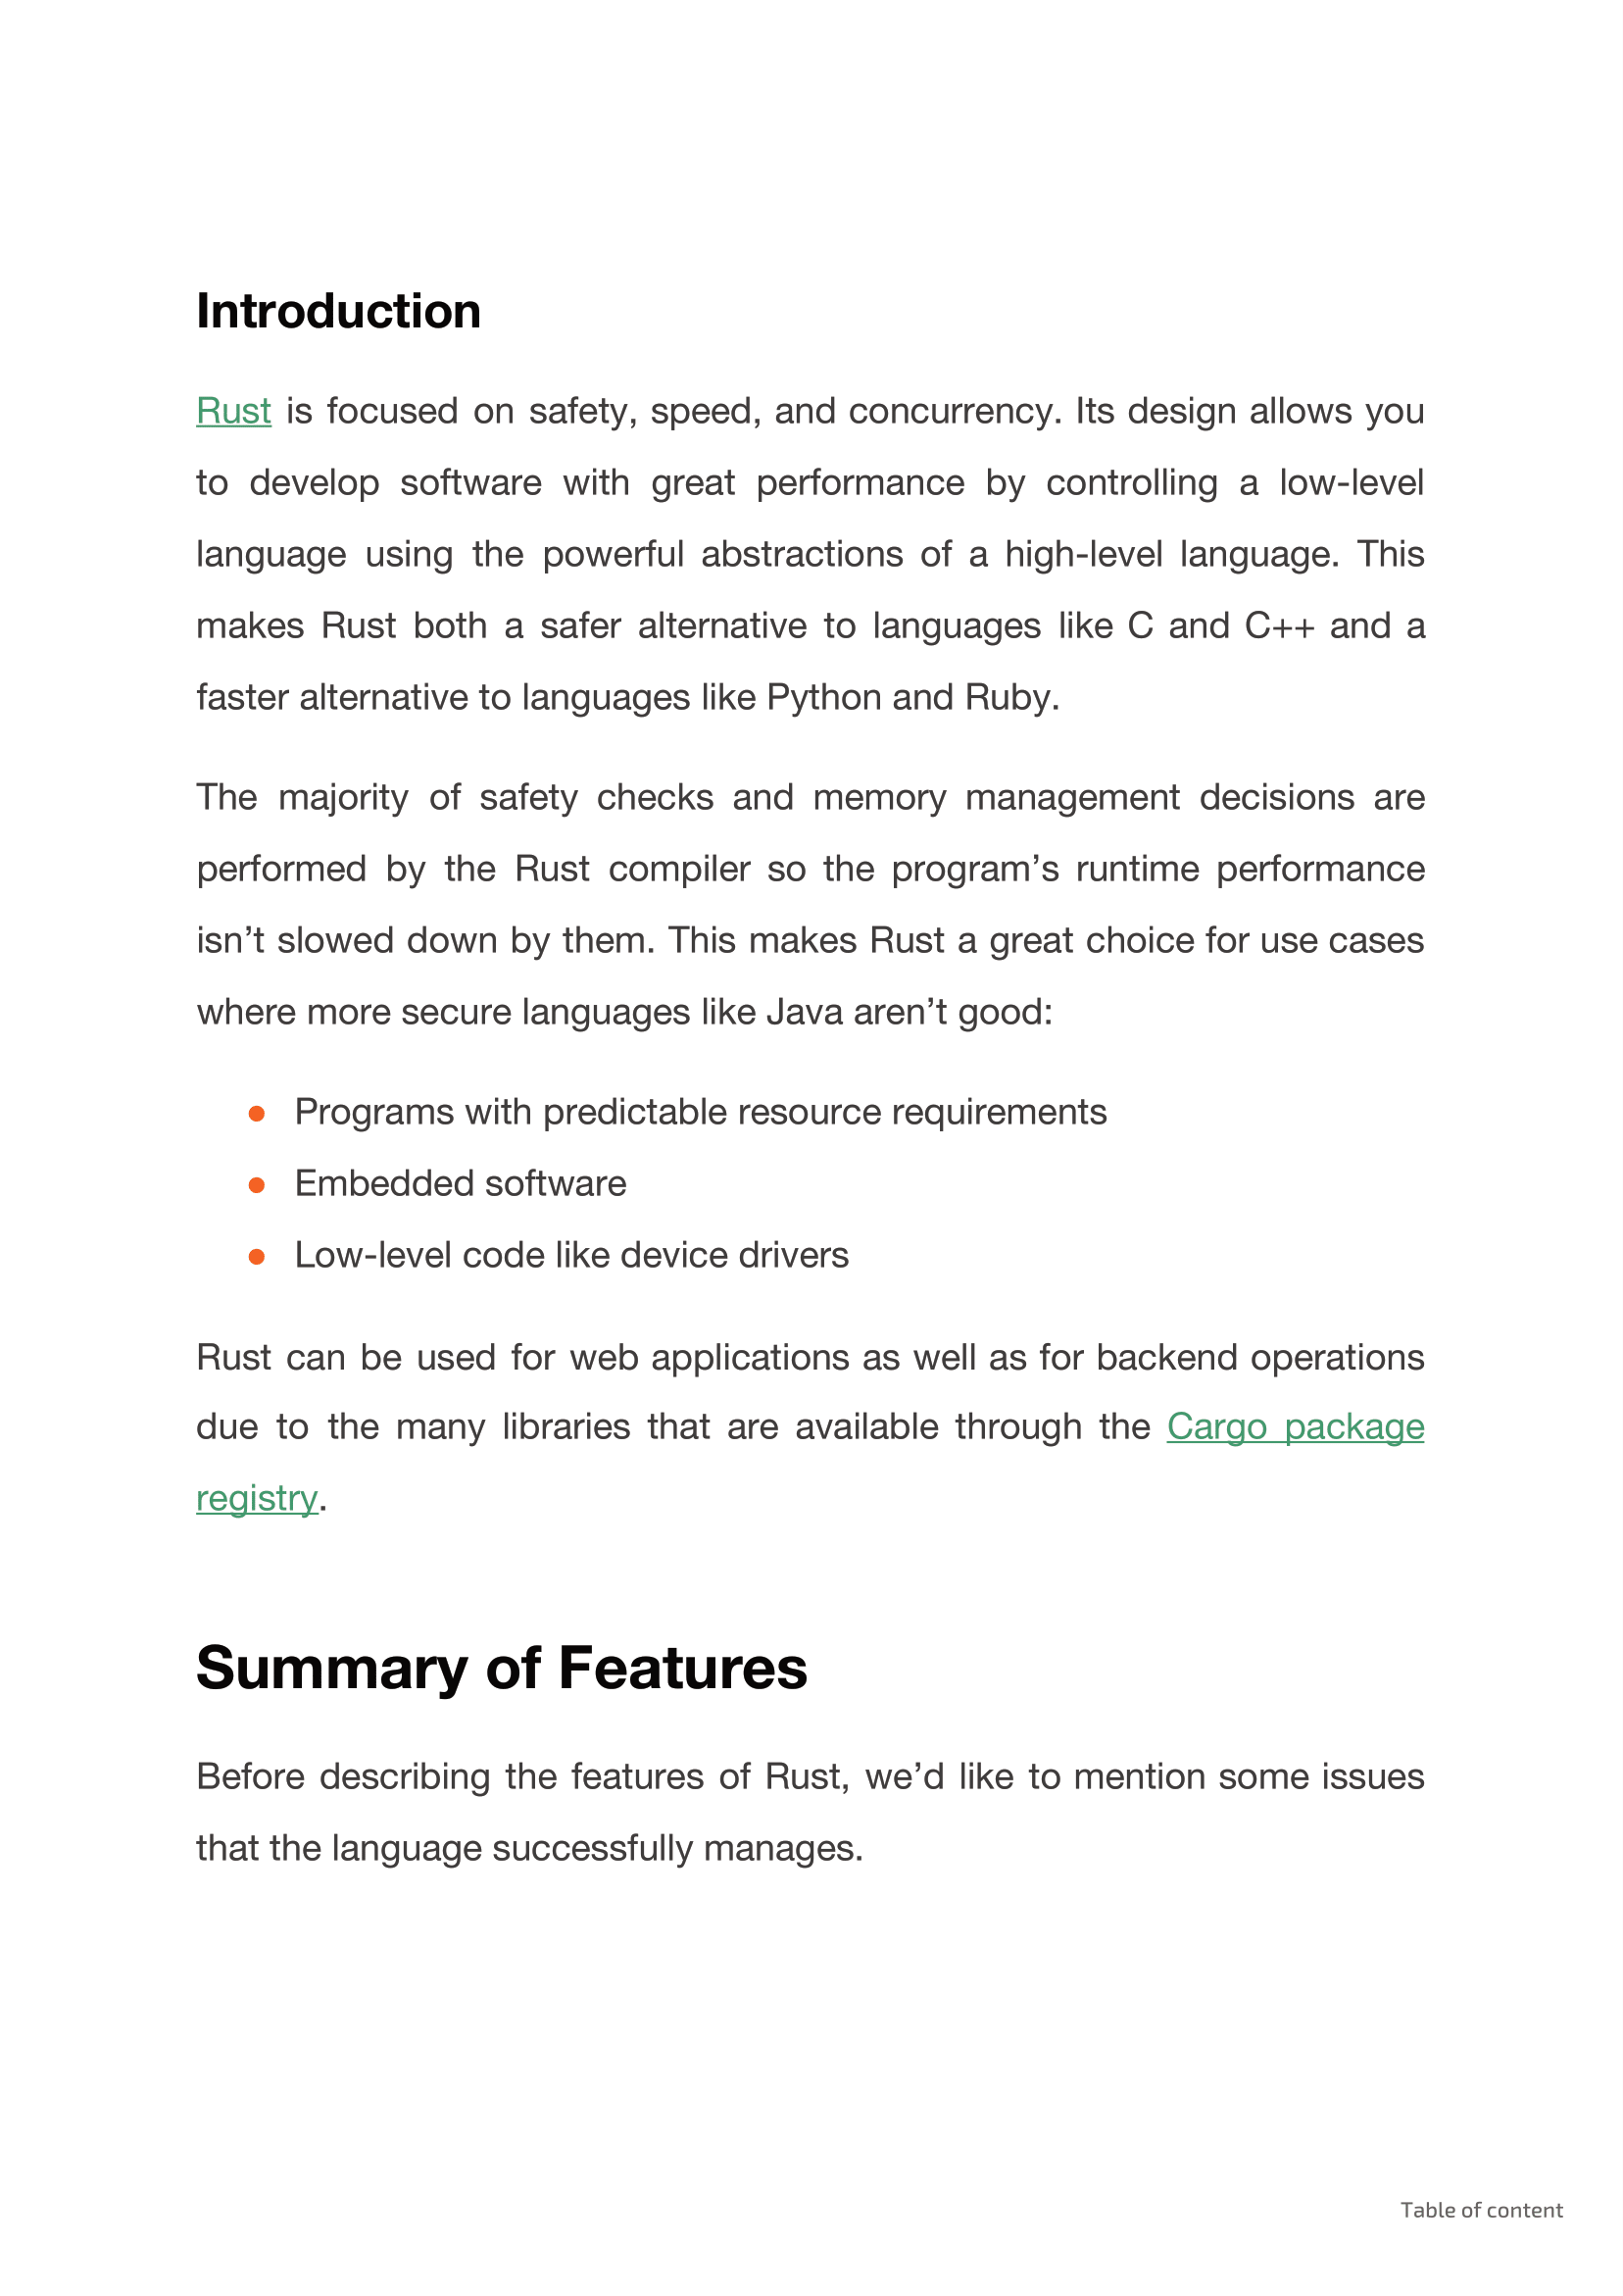 Introduction
Rust is focused on safety, speed, and concurrency. Its design allows you
to develop software with great performance by controlling a low-level
language using the powerful abstractions of a high-level language. This
makes Rust both a safer alternative to languages like C and C++ and a
faster alternative to languages like Python and Ruby.
The majority of safety checks and memory management decisions are
performed by the Rust compiler so the program’s runtime performance
isn’t slowed down by them. This makes Rust a great choice for use cases
where more secure languages like Java aren’t good:
● Programs with predictable resource requirements
● Embedded software
● Low-level code like device drivers
Rust can be used for web applications as well as for backend operations
due to the many libraries that are available through the Cargo package
registry.
Summary of Features
Before describing the features of Rust, we’d like to mention some issues
that the language successfully manages.
Table of content